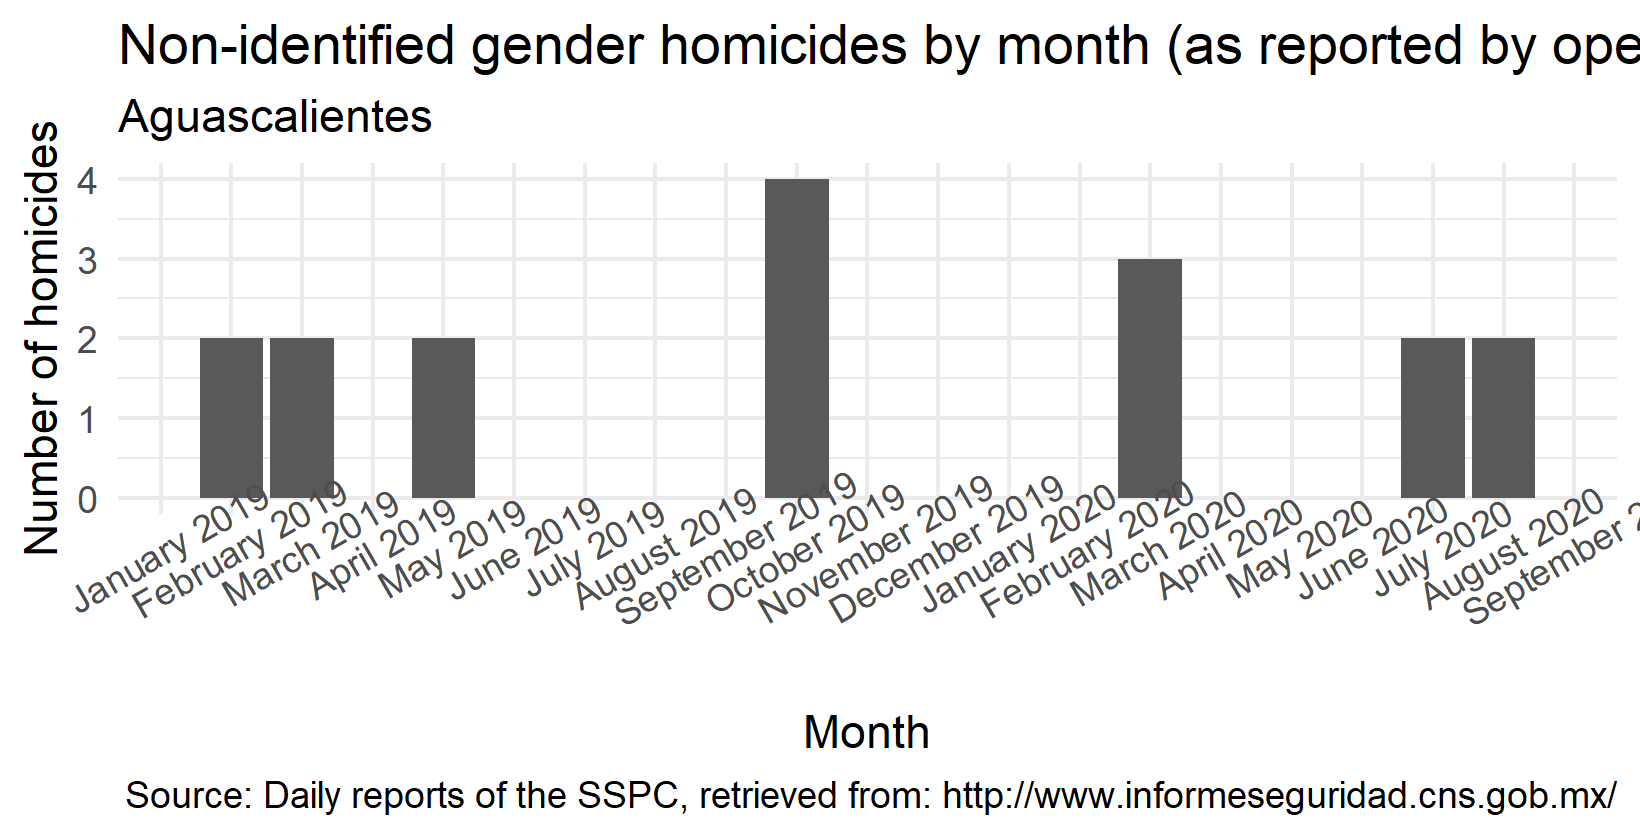 Non-identified gender homicides by month (as reported by ope
Aguascalientes
Number of homicides
4
3
2
1
0
January 2019
February 2019
March 2019
April 2019
May 2019
June 2019
July 2019
August 2019
September 2019
October 2019
November 2019
December 2019
January 2020
February 2020
March 2020
April 2020
May 2020
June 2020
July 2020
August 2020
September 2
Month
Source: Daily reports of the SSPC, retrieved from: http://www.informeseguridad.cns.gob.mx/